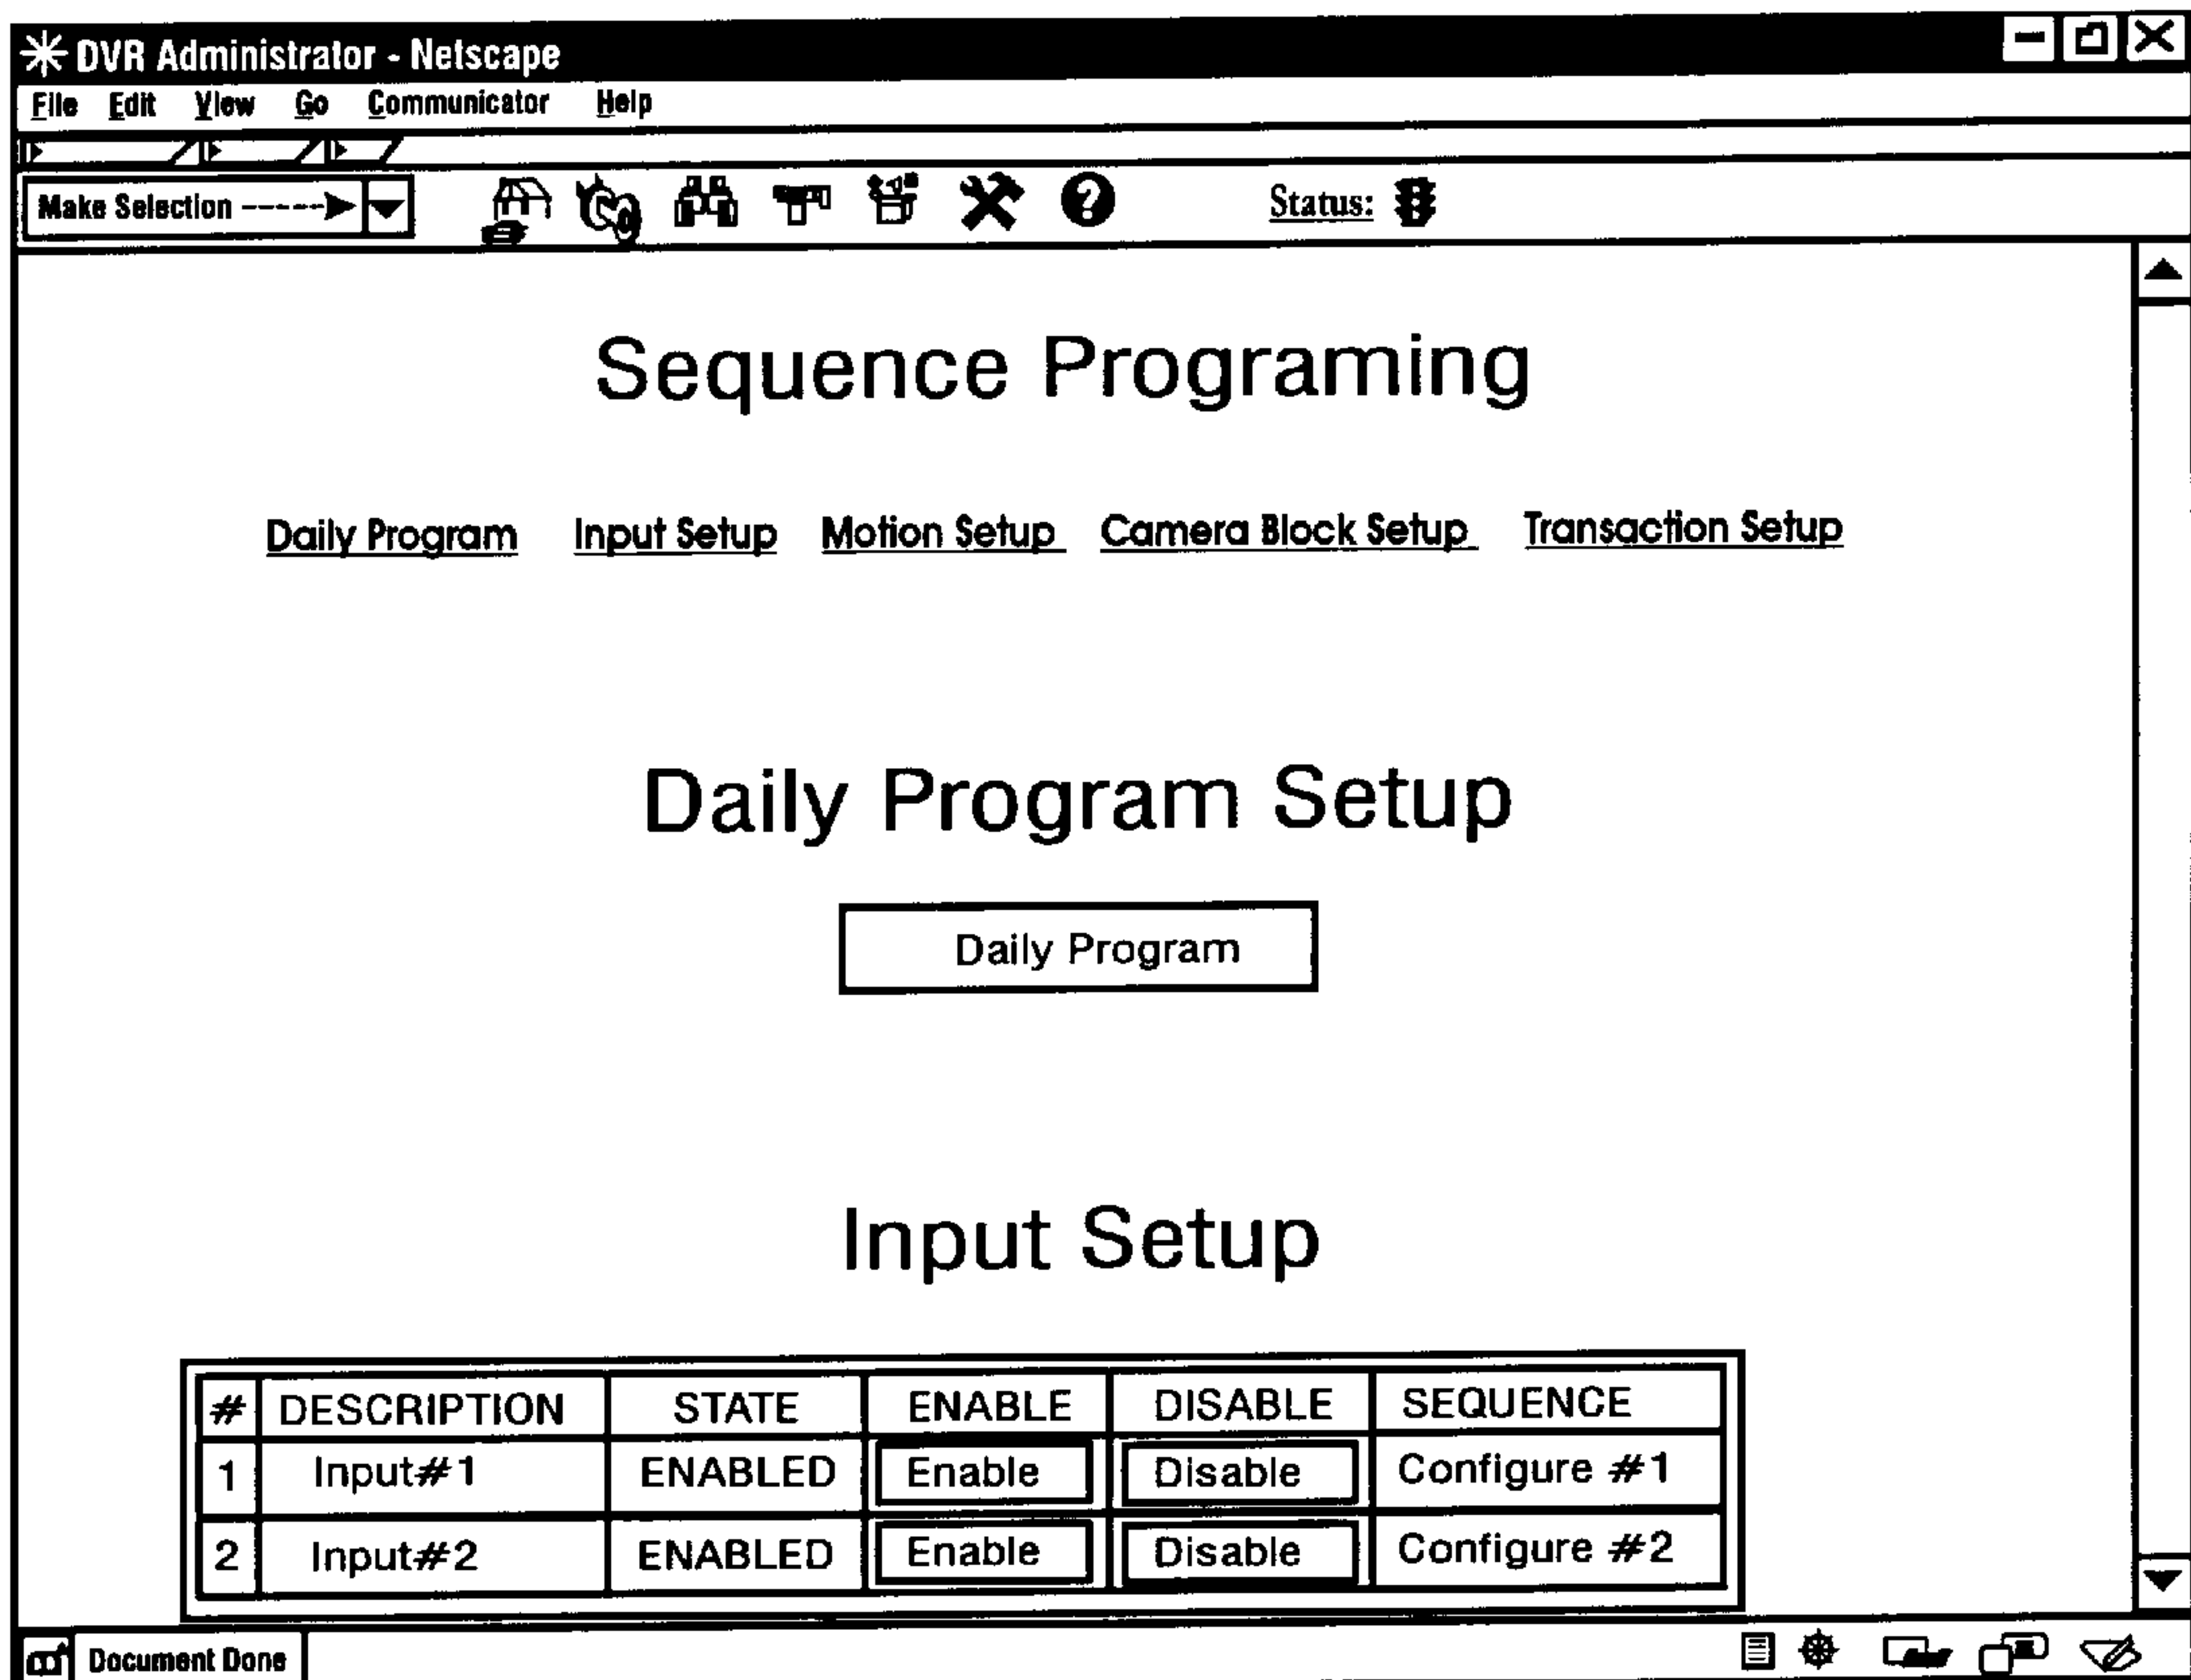 DVR Administrator - Netscape
File Edit View Go Communicator Help
Make Selection ----->
Status:
Sequence Programing
Daily Program Input Setup Motion Setup Camera Block Setup Transaction Setup
Daily Program Setup
Daily Program
Input Setup
# DESCRIPTION STATE ENABLE DISABLE SEQUENCE
1 Input#1 ENABLED Enable Disable Configure #1
2 Input#2 ENABLED Enable Disable Configure #2
Document Done